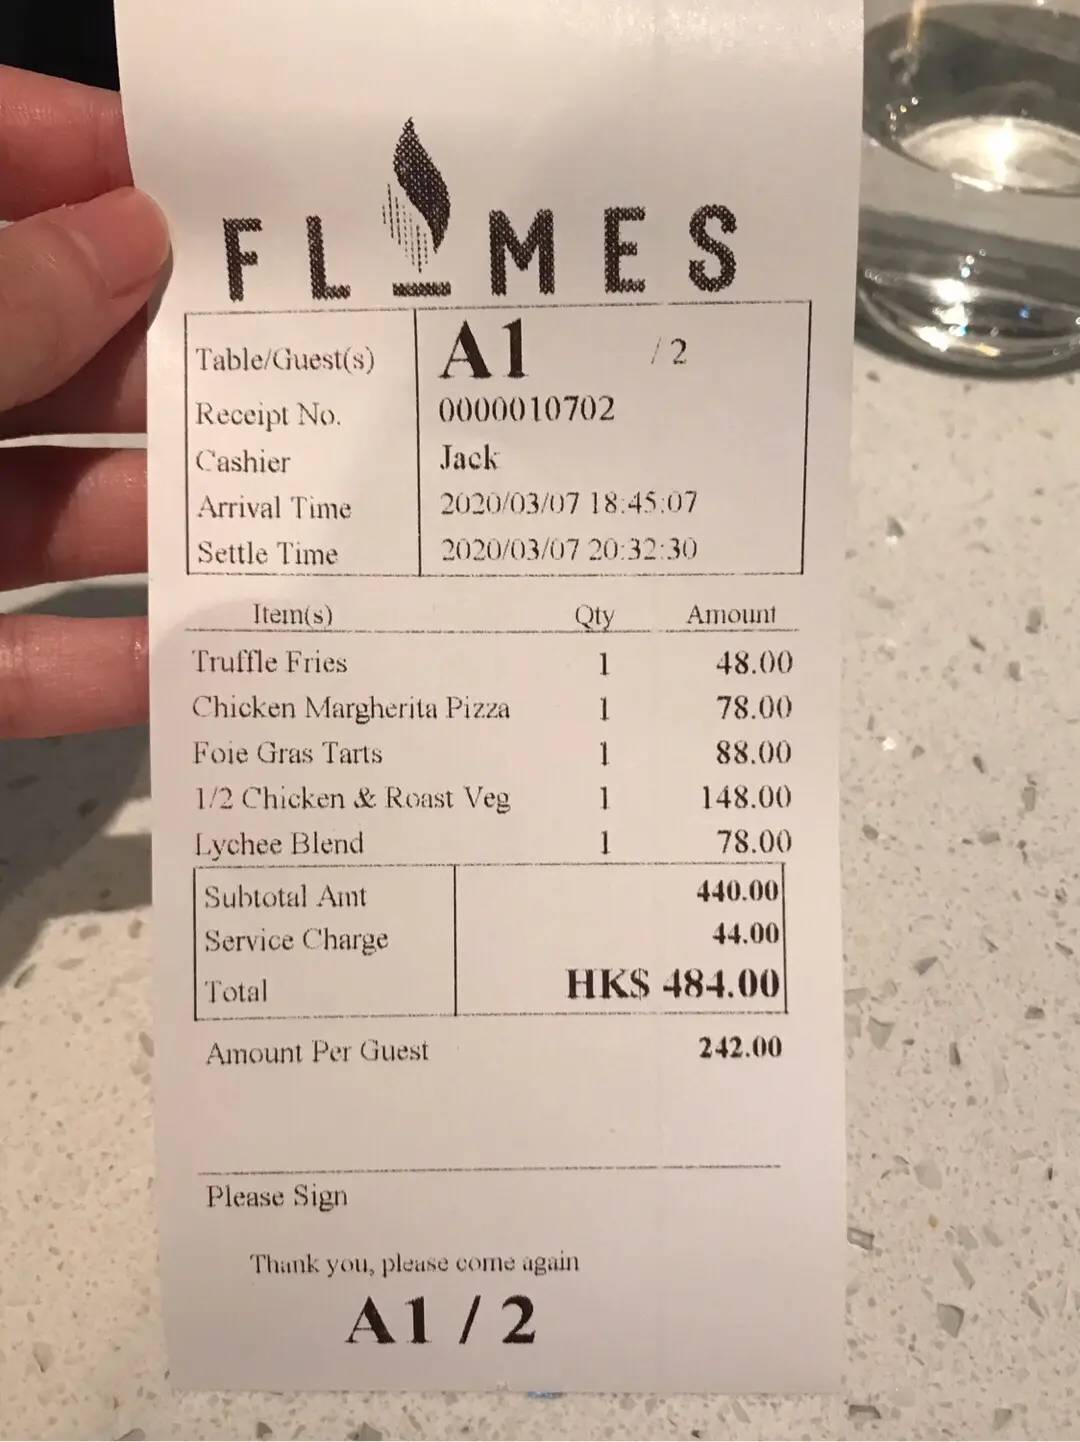 FLAMES
Table/Guest(s) A1 / 2
Receipt No. 0000010702
Cashier Jack
Arrival Time 2020/03/07 18:45:07
Settle Time 2020/03/07 20:32:30
Item(s) Qty Amount
Truffle Fries 1 48.00
Chicken Margherita Pizza 1 78.00
Foie Gras Tarts 1 88.00
1/2 Chicken & Roast Veg 1 148.00
Lychee Blend 1 78.00
Subtotal Amt 440.00
Service Charge 44.00
Total HK$ 484.00
Amount Per Guest 242.00
Please Sign
Thank you, please come again
A1 / 2